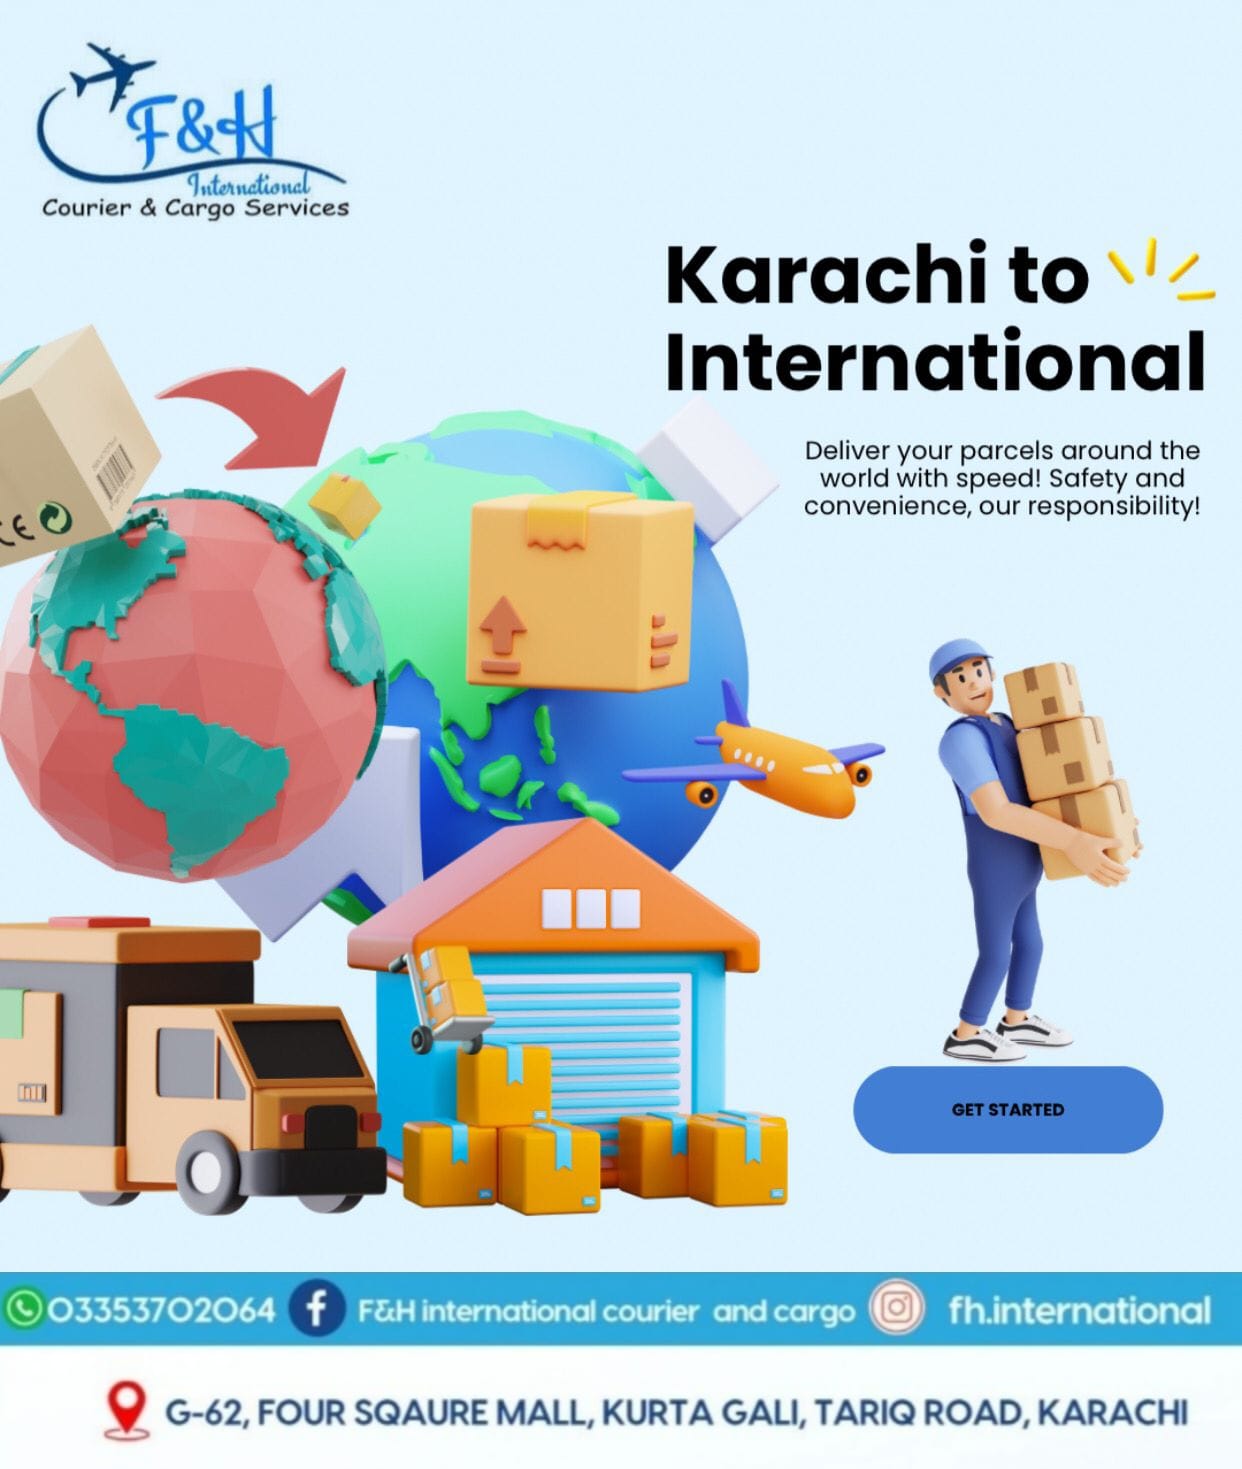 F&H
International
Courier & Cargo Services
Karachi to
International
Deliver your parcels around the
world with speed! Safety and
convenience, our responsibility!
CE
GET STARTED
03353702064 F&H international courier and cargo fh.international
G-62, FOUR SQAURE MALL, KURTA GALI, TARIQ ROAD, KARACHI